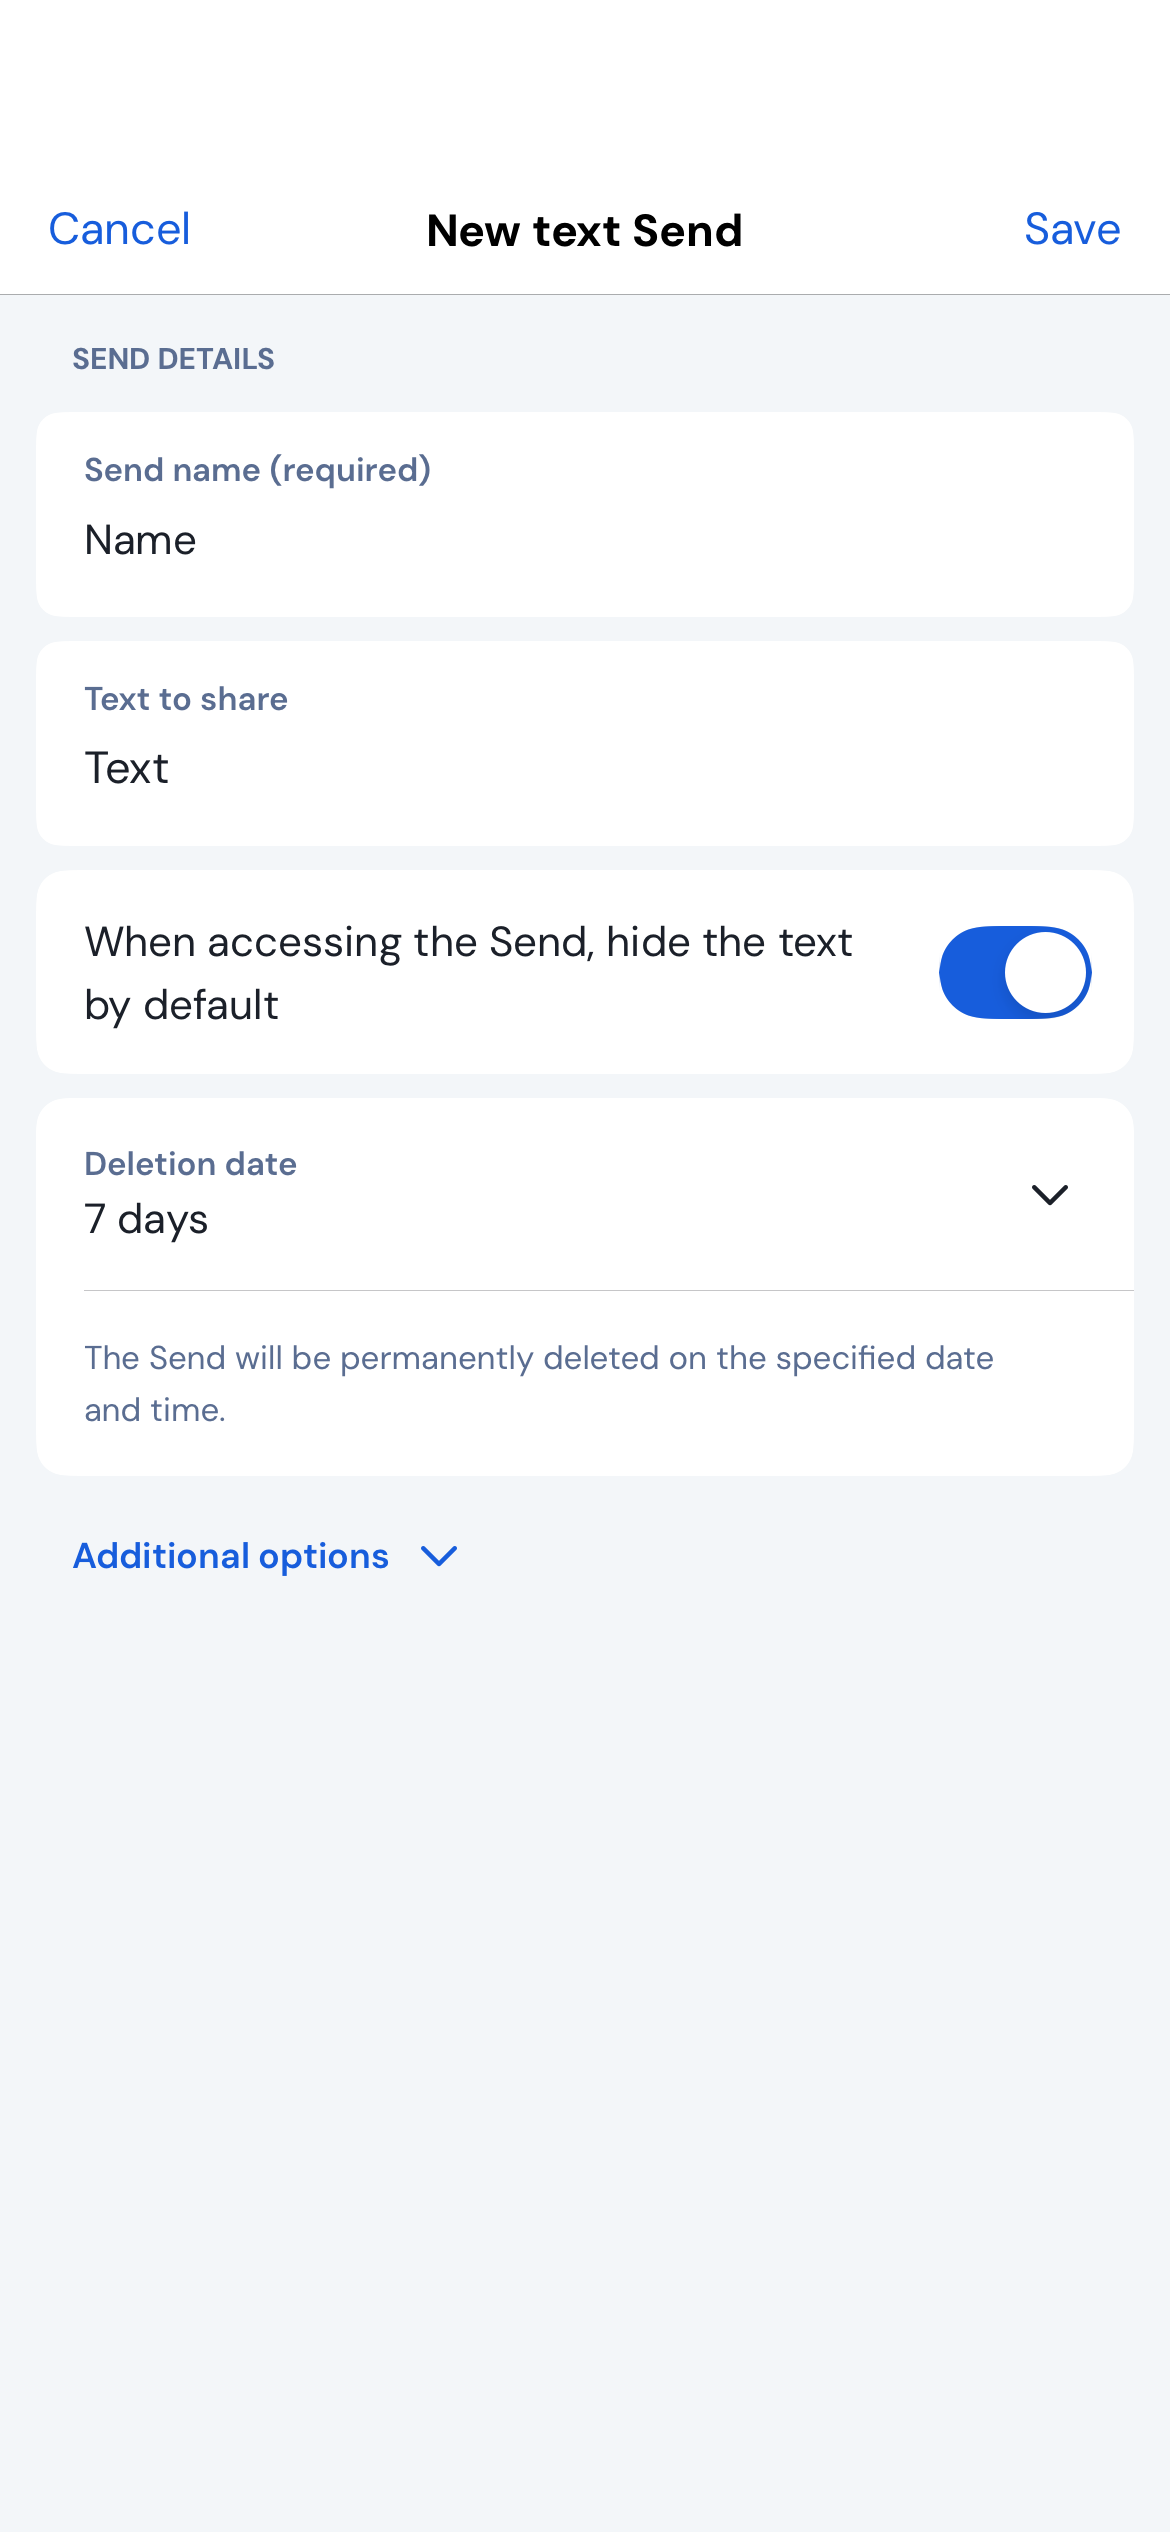 Cancel New text Send Save
SEND DETAILS
Send name (required)
Name
Text to share
Text
When accessing the Send, hide the text
by default
Deletion date
7 days
The Send will be permanently deleted on the specified date
and time.
Additional options